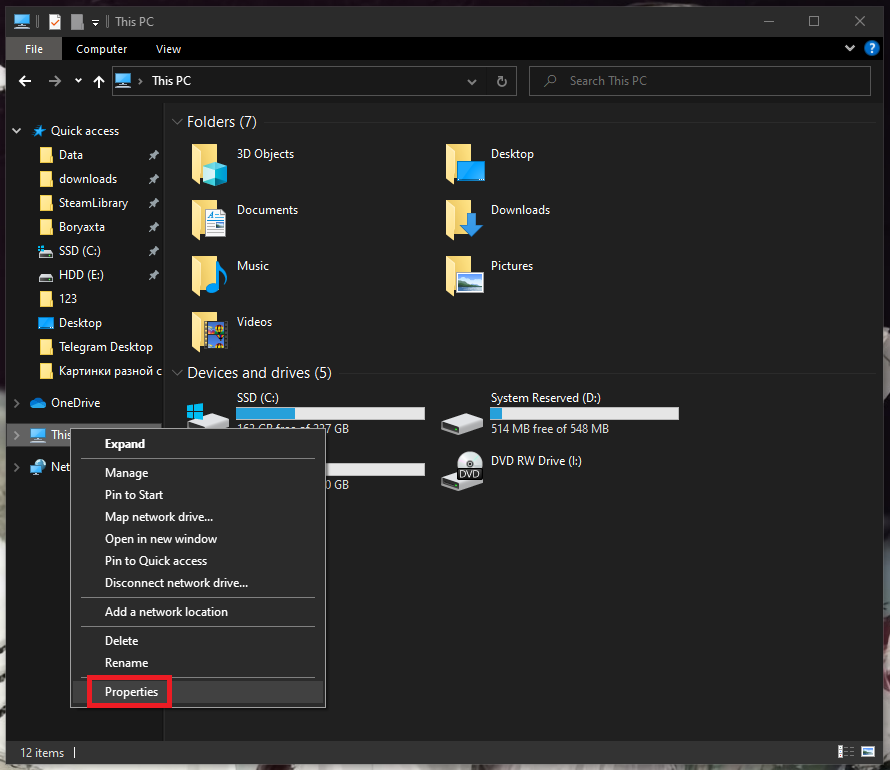 This PC
File Computer View
This PC
Search This PC
Quick access
Data
downloads
SteamLibrary
Boryaxta
SSD (C:)
HDD (E:)
123
Desktop
Telegram Desktop
Картинки разной с
OneDrive
This
Net
Folders (7)
3D Objects
Desktop
Documents
Downloads
Music
Pictures
Videos
Devices and drives (5)
SSD (C:)
163 GB free of 237 GB
System Reserved (D:)
514 MB free of 548 MB
0 GB
DVD RW Drive (I:)
DVD
Expand
Manage
Pin to Start
Map network drive...
Open in new window
Pin to Quick access
Disconnect network drive...
Add a network location
Delete
Rename
Properties
12 items